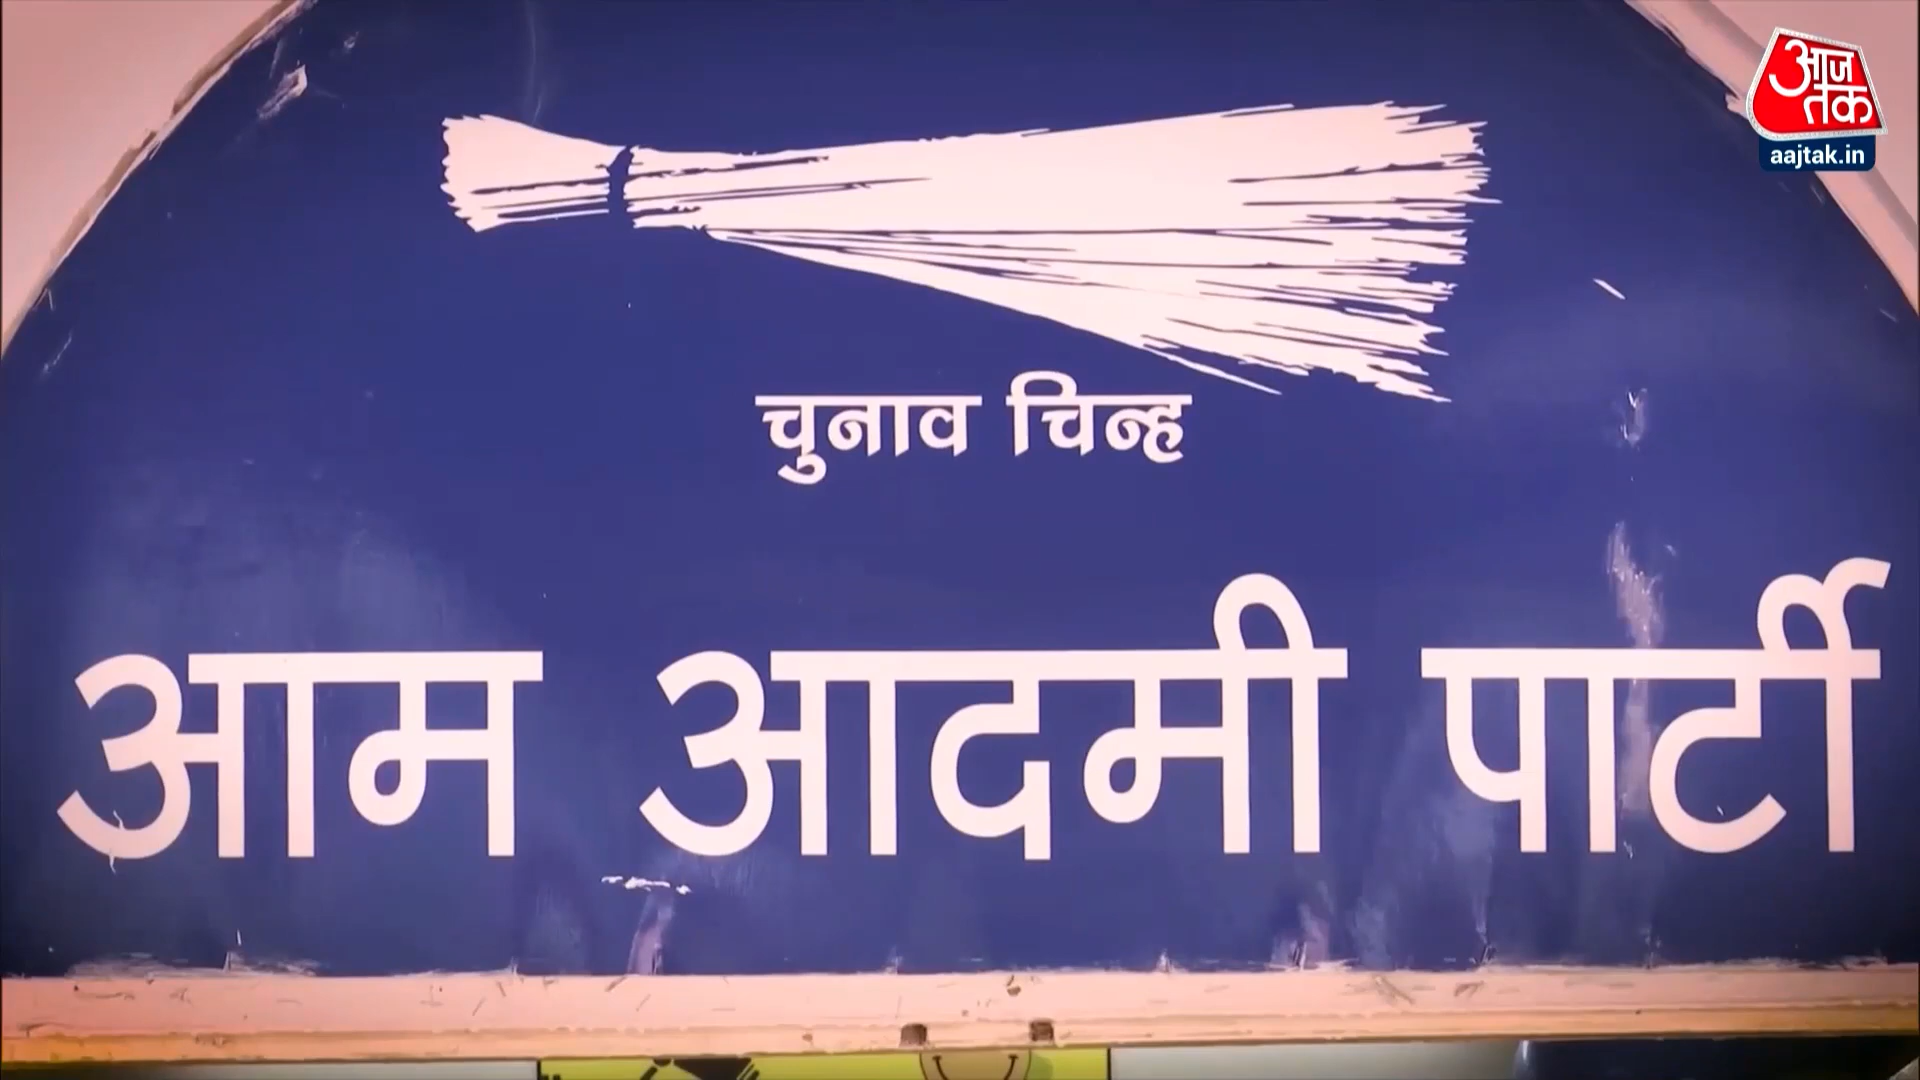 आज
तक
aajtak.in
चुनाव चिन्ह
आम आदमी पार्टी